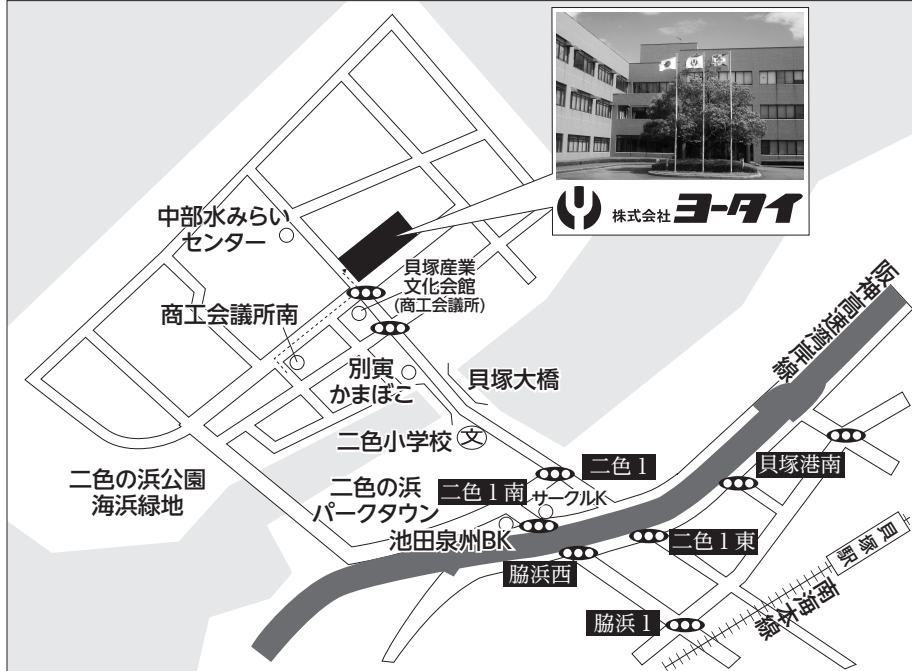 株式会社 ヨータイ
中部水みらい
センター
貝塚産業
文化会館
(商工会議所)
商工会議所南
阪神高速湾岸線
別寅
かまぼこ
貝塚大橋
二色小学校
文
二色1
貝塚港南
二色の浜公園
海浜緑地
二色の浜
パークタウン
二色1南
サークルK
池田泉州BK
二色1東
脇浜西
貝塚駅
南海本線
脇浜1